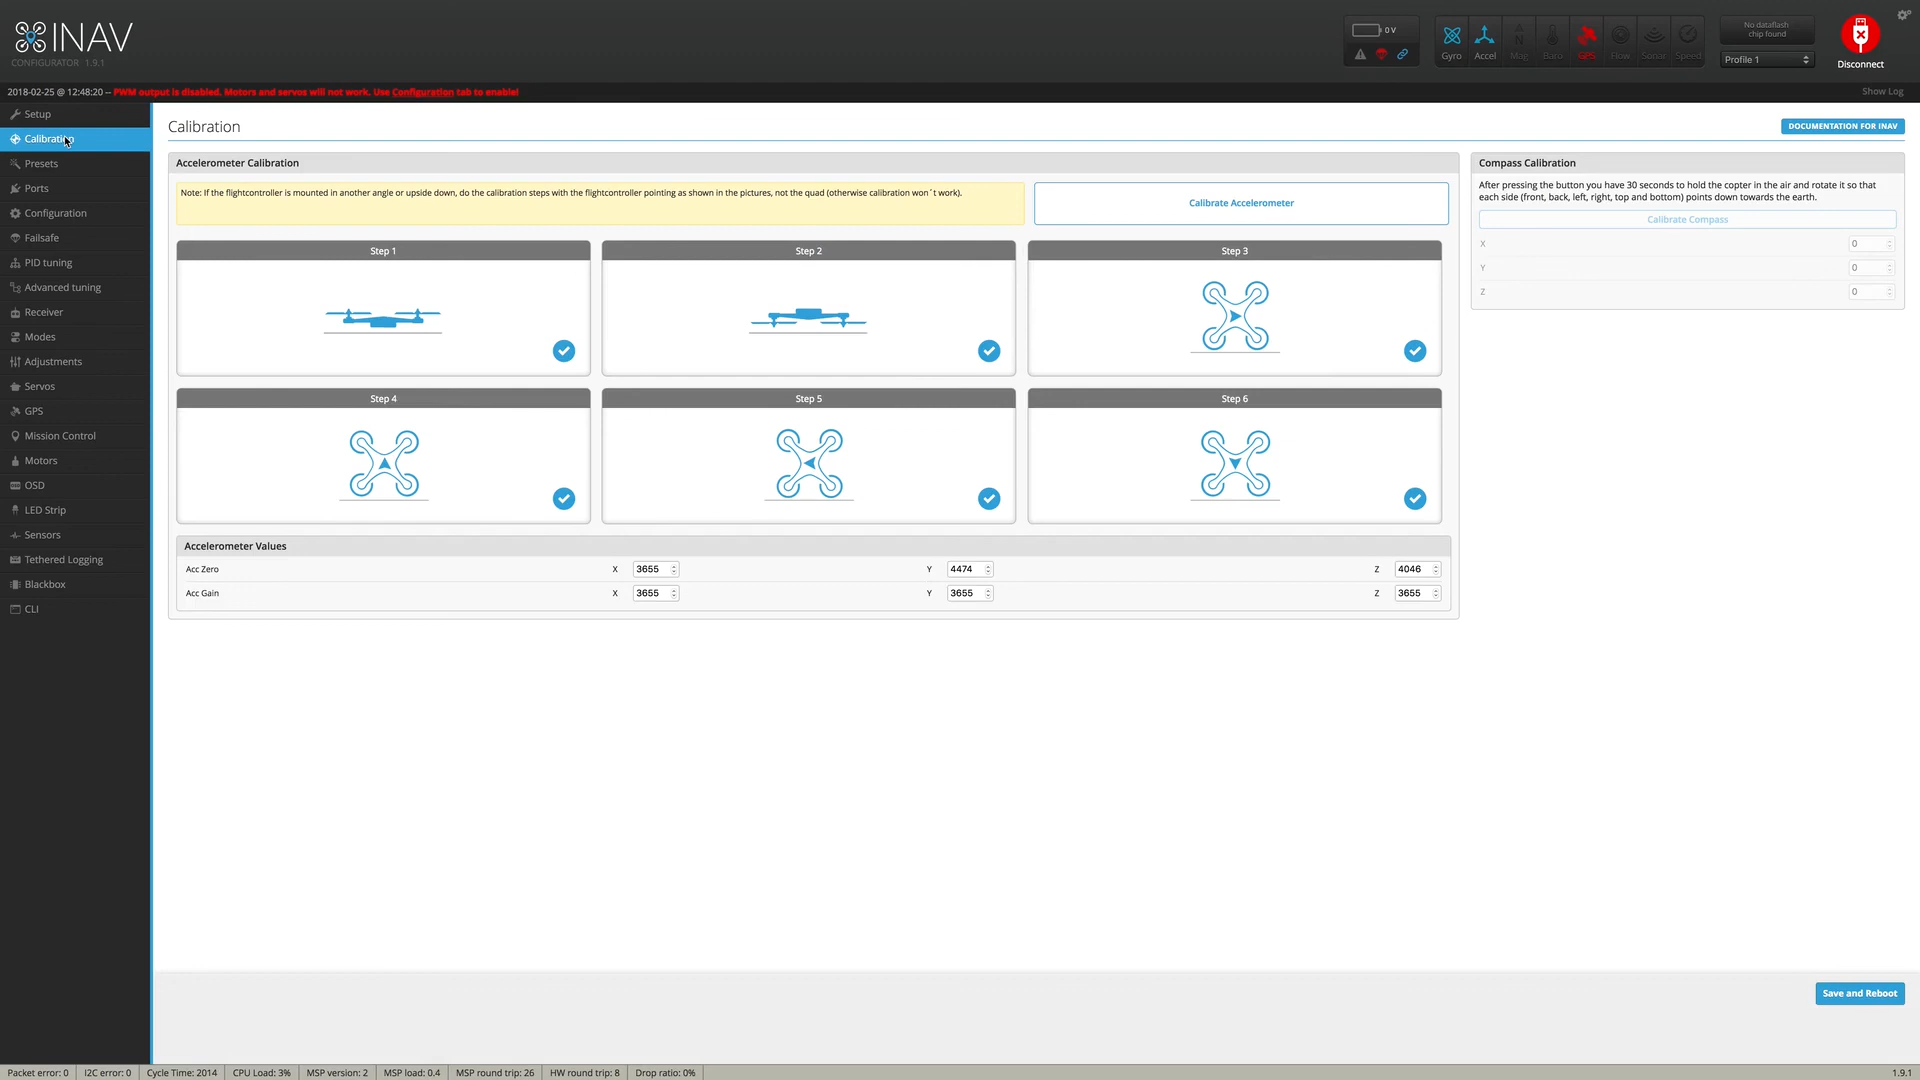 INAV
CONFIGURATOR 1.9.1
0 V
Gyro
Accel
Mag
Baro
GPS
Flow
Sonar
Speed
No dataflash
chip found
Profile 1
Disconnect
2018-02-25 @ 12:48:20 -- PWM output is disabled. Motors and servos will not work. Use Configuration tab to enable!
Show Log
Setup
Calibration
Presets
Ports
Configuration
Failsafe
PID tuning
Advanced tuning
Receiver
Modes
Adjustments
Servos
GPS
Mission Control
Motors
OSD
LED Strip
Sensors
Tethered Logging
Blackbox
CLI
Calibration
DOCUMENTATION FOR INAV
Accelerometer Calibration
Note: If the flightcontroller is mounted in another angle or upside down, do the calibration steps with the flightcontroller pointing as shown in the pictures, not the quad (otherwise calibration won`t work).
Calibrate Accelerometer
Step 1
Step 2
Step 3
Step 4
Step 5
Step 6
Accelerometer Values
Acc Zero X 3655 Y 4474 Z 4046
Acc Gain X 3655 Y 3655 Z 3655
Compass Calibration
After pressing the button you have 30 seconds to hold the copter in the air and rotate it so that
each side (front, back, left, right, top and bottom) points down towards the earth.
Calibrate Compass
X 0
Y 0
Z 0
Save and Reboot
Packet error: 0 I2C error: 0 Cycle Time: 2014 CPU Load: 3% MSP version: 2 MSP load: 0.4 MSP round trip: 26 HW round trip: 8 Drop ratio: 0% 1.9.1